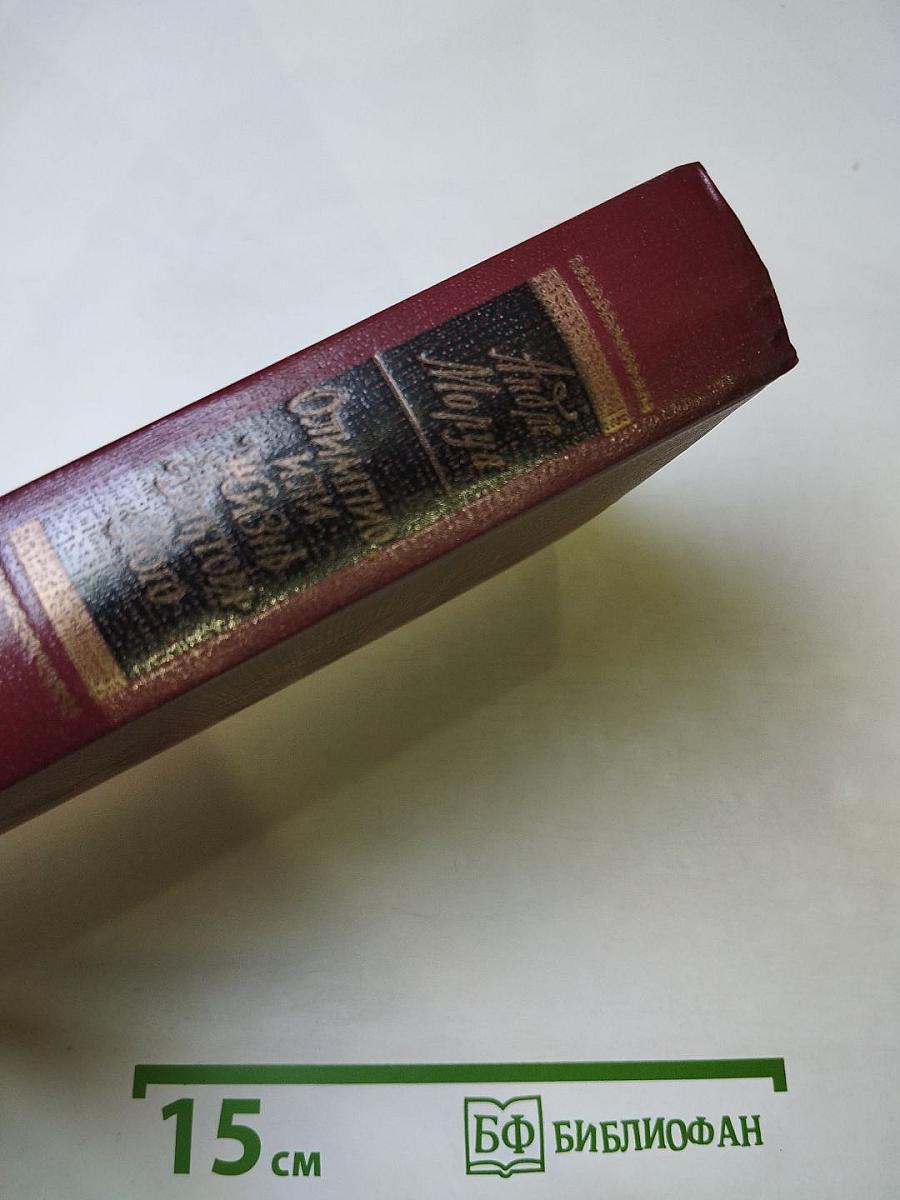 Андре
Моруа
Олимпио,
или
Жизнь
Виктора
Гюго
15 см
БФ БИБЛИОФАН